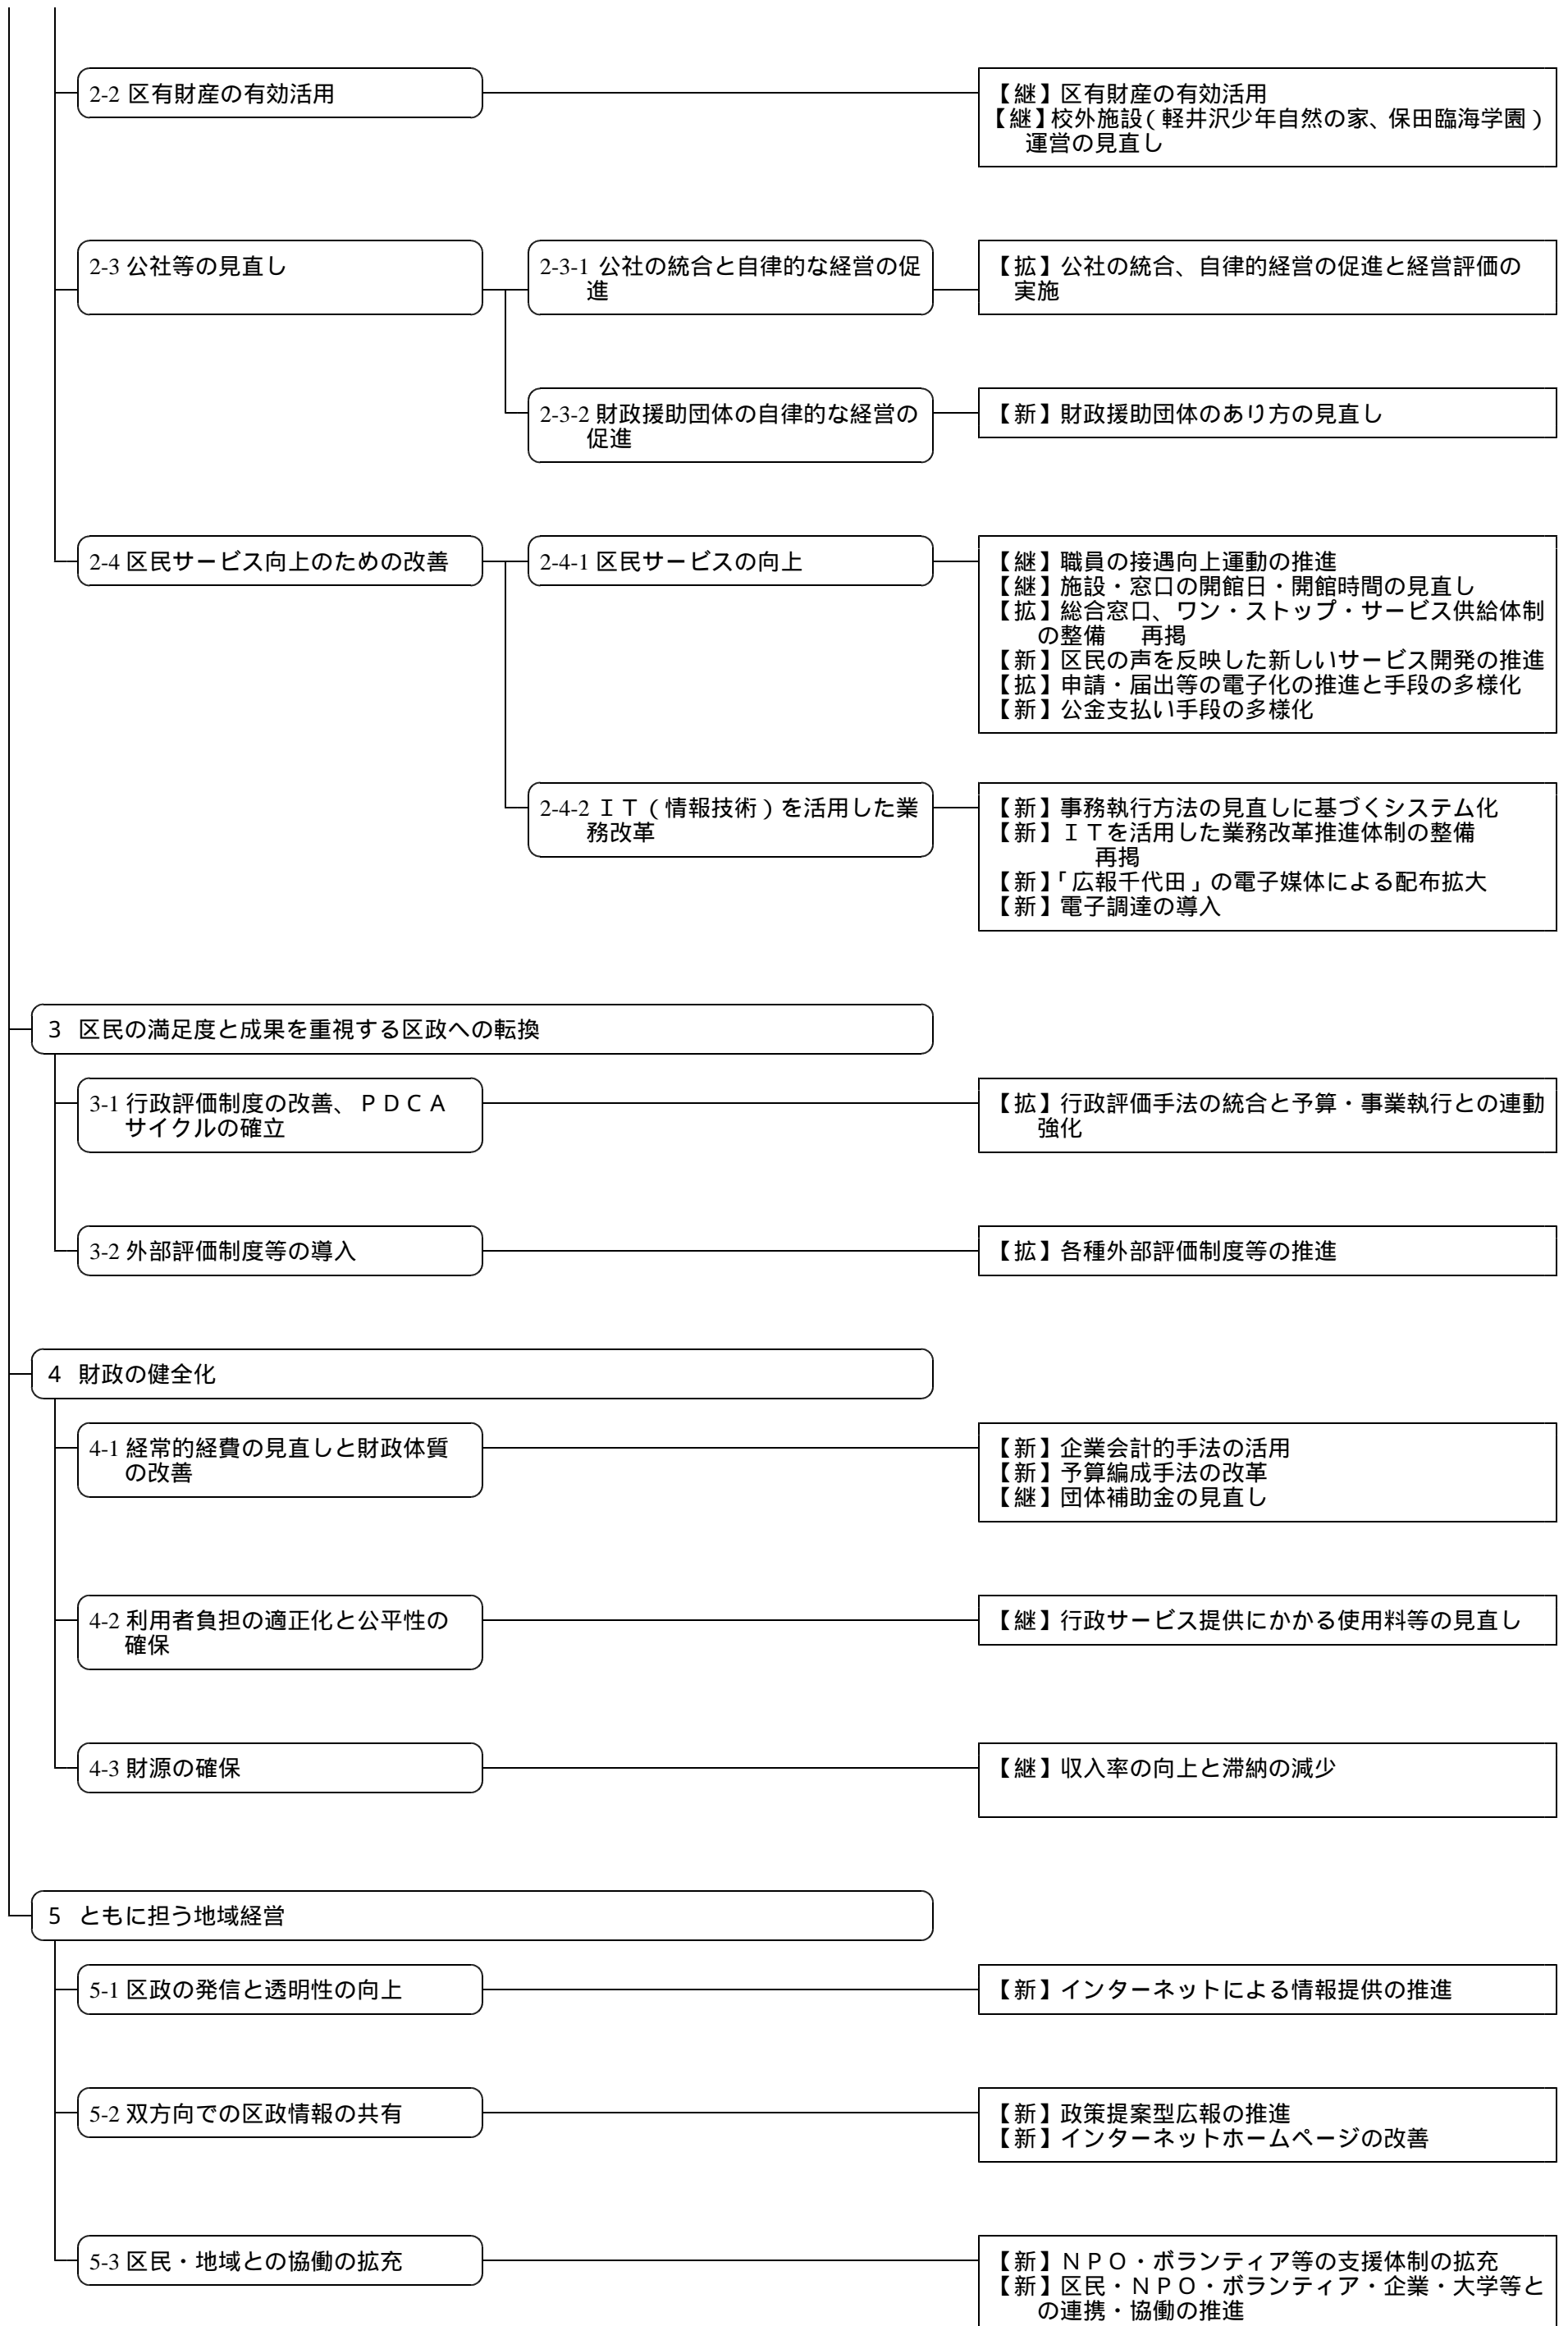 2-2 区有財産の有効活用
【継】区有財産の有効活用
【継】校外施設(軽井沢少年自然の家、保田臨海学園)
運営の見直し
2-3 公社等の見直し
2-3-1 公社の統合と自律的な経営の促
進
【拡】公社の統合、自律的経営の促進と経営評価の
実施
2-3-2 財政援助団体の自律的な経営の
促進
【新】財政援助団体のあり方の見直し
2-4 区民サービス向上のための改善
2-4-1 区民サービスの向上
【継】職員の接遇向上運動の推進
【継】施設・窓口の開館日・開館時間の見直し
【拡】総合窓口、ワン・ストップ・サービス供給体制
の整備　再掲
【新】区民の声を反映した新しいサービス開発の推進
【拡】申請・届出等の電子化の推進と手段の多様化
【新】公金支払い手段の多様化
2-4-2 ＩＴ(情報技術)を活用した業
務改革
【新】事務執行方法の見直しに基づくシステム化
【新】ＩＴを活用した業務改革推進体制の整備
再掲
【新】「広報千代田」の電子媒体による配布拡大
【新】電子調達の導入
3 区民の満足度と成果を重視する区政への転換
3-1 行政評価制度の改善、ＰＤＣＡ
サイクルの確立
【拡】行政評価手法の統合と予算・事業執行との連動
強化
3-2 外部評価制度等の導入
【拡】各種外部評価制度等の推進
4 財政の健全化
4-1 経常的経費の見直しと財政体質
の改善
【新】企業会計的手法の活用
【新】予算編成手法の改革
【継】団体補助金の見直し
4-2 利用者負担の適正化と公平性の
確保
【継】行政サービス提供にかかる使用料等の見直し
4-3 財源の確保
【継】収入率の向上と滞納の減少
5 ともに担う地域経営
5-1 区政の発信と透明性の向上
【新】インターネットによる情報提供の推進
5-2 双方向での区政情報の共有
【新】政策提案型広報の推進
【新】インターネットホームページの改善
5-3 区民・地域との協働の拡充
【新】ＮＰＯ・ボランティア等の支援体制の拡充
【新】区民・ＮＰＯ・ボランティア・企業・大学等と
の連携・協働の推進